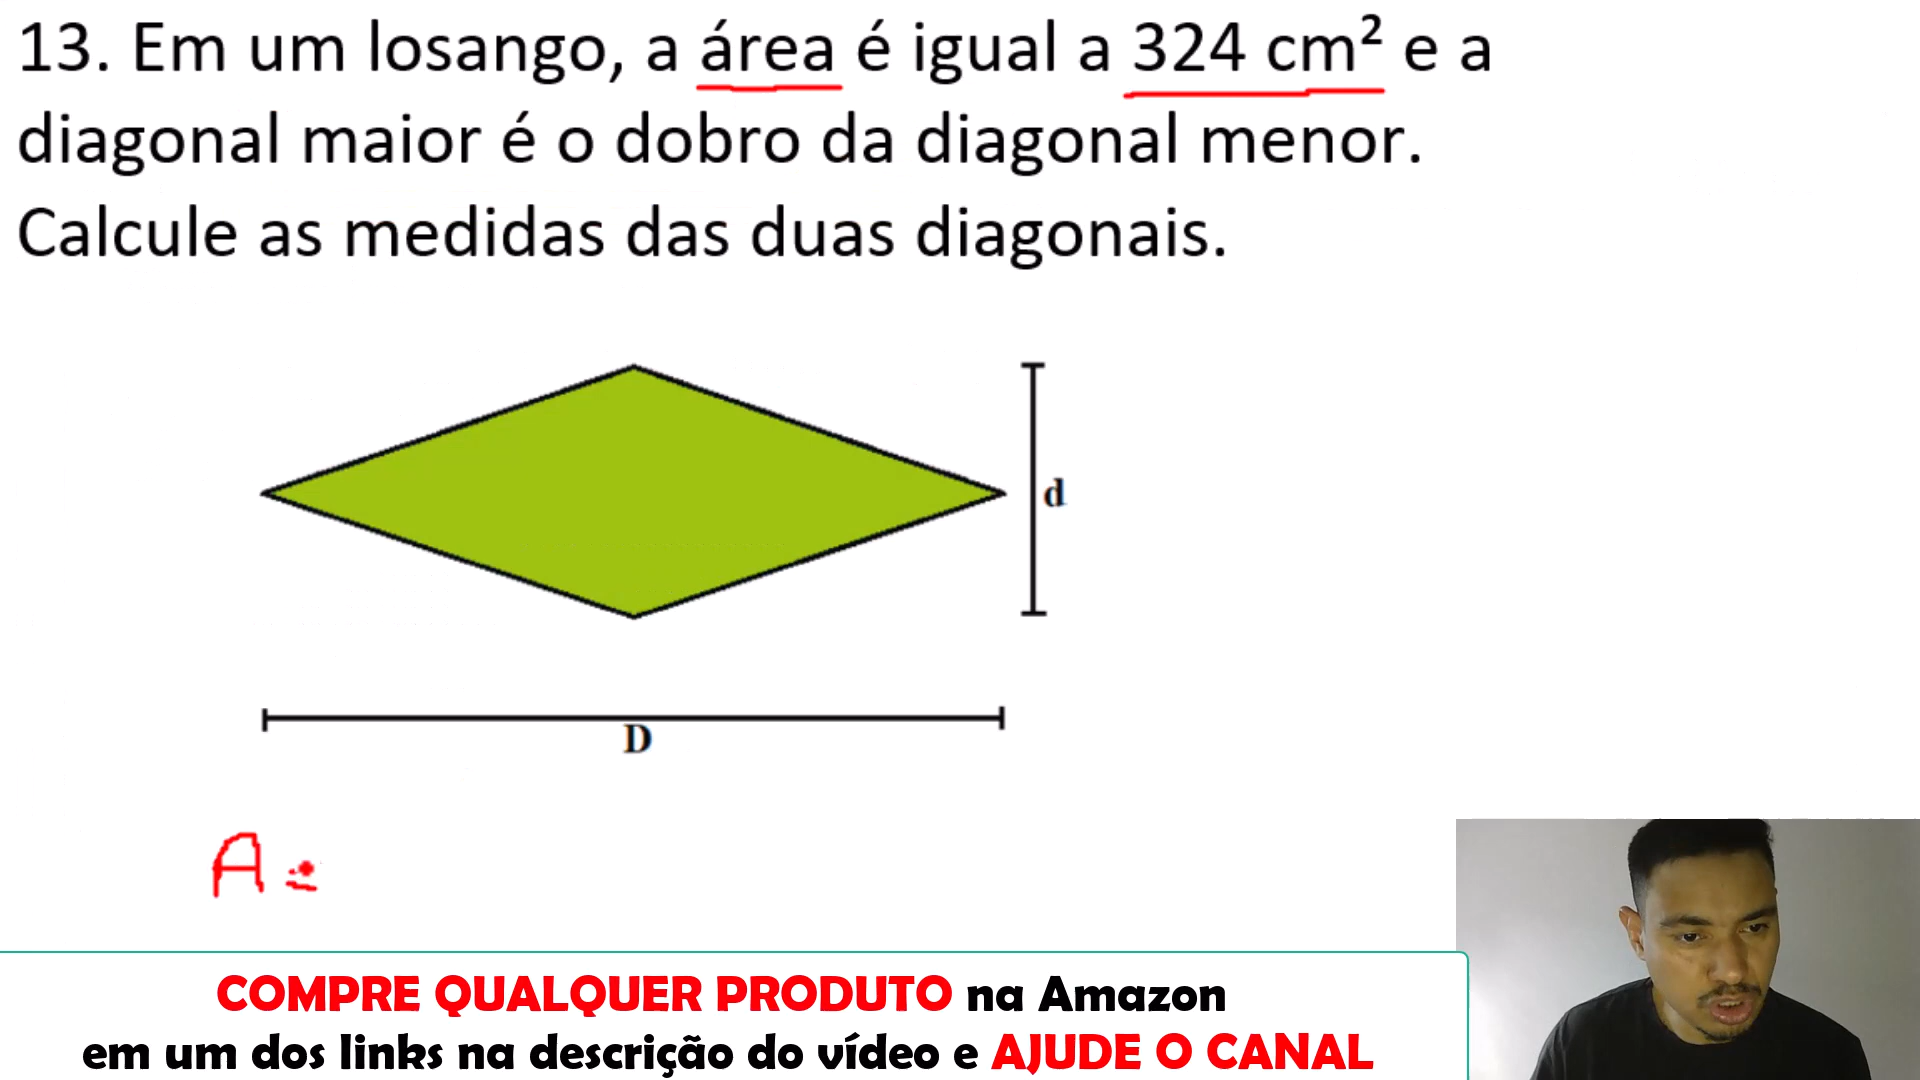 13. Em um losango, a área é igual a 324 cm² e a
diagonal maior é o dobro da diagonal menor.
Calcule as medidas das duas diagonais.
d
D
A =
COMPRE QUALQUER PRODUTO na Amazon
em um dos links na descrição do vídeo e AJUDE O CANAL